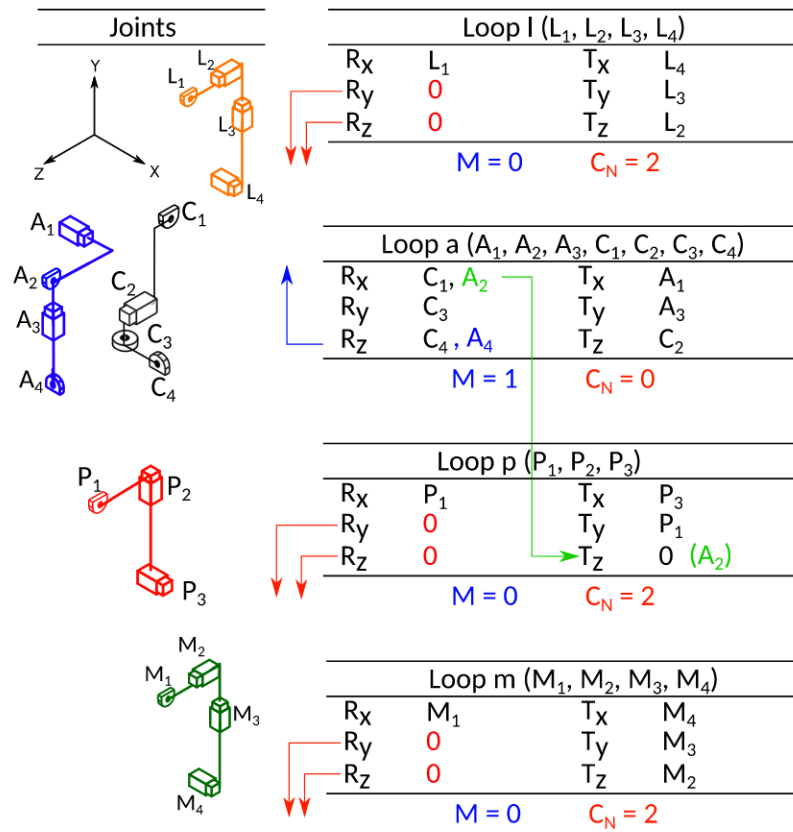 Joints
Y
Z
X
L1
L2
L3
L4
A1
A2
A3
A4
C1
C2
C3
C4
P1
P2
P3
M1
M2
M3
M4
Loop l (L1, L2, L3, L4)
Rx L1 Tx L4
Ry 0 Ty L3
Rz 0 Tz L2
M = 0 CN = 2
Loop a (A1, A2, A3, C1, C2, C3, C4)
Rx C1, A2 Tx A1
Ry C3 Ty A3
Rz C4 , A4 Tz C2
M = 1 CN = 0
Loop p (P1, P2, P3)
Rx P1 Tx P3
Ry 0 Ty P1
Rz 0 Tz 0 (A2)
M = 0 CN = 2
Loop m (M1, M2, M3, M4)
Rx M1 Tx M4
Ry 0 Ty M3
Rz 0 Tz M2
M = 0 CN = 2